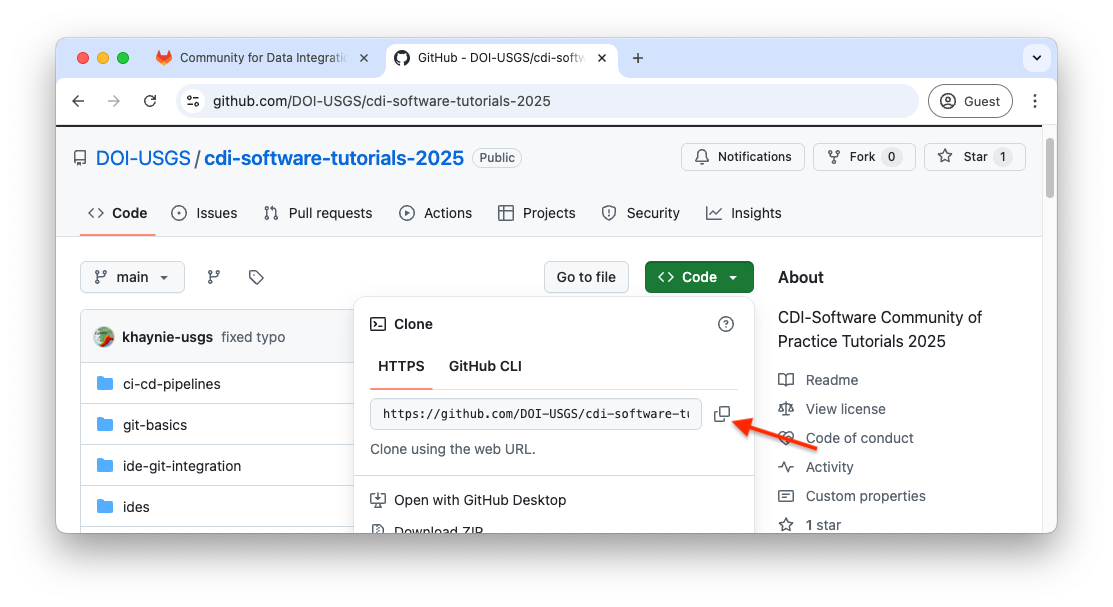 Community for Data Integratio
GitHub - DOI-USGS/cdi-softw
github.com/DOI-USGS/cdi-software-tutorials-2025
Guest
DOI-USGS / cdi-software-tutorials-2025 Public
Notifications
Fork 0
Star 1
Code
Issues
Pull requests
Actions
Projects
Security
Insights
main
Go to file
Code
About
CDI-Software Community of
Practice Tutorials 2025
khaynie-usgs fixed typo
ci-cd-pipelines
git-basics
ide-git-integration
ides
Clone
HTTPS
GitHub CLI
https://github.com/DOI-USGS/cdi-software-tu
Clone using the web URL.
Open with GitHub Desktop
Download ZIP
Readme
View license
Code of conduct
Activity
Custom properties
1 star